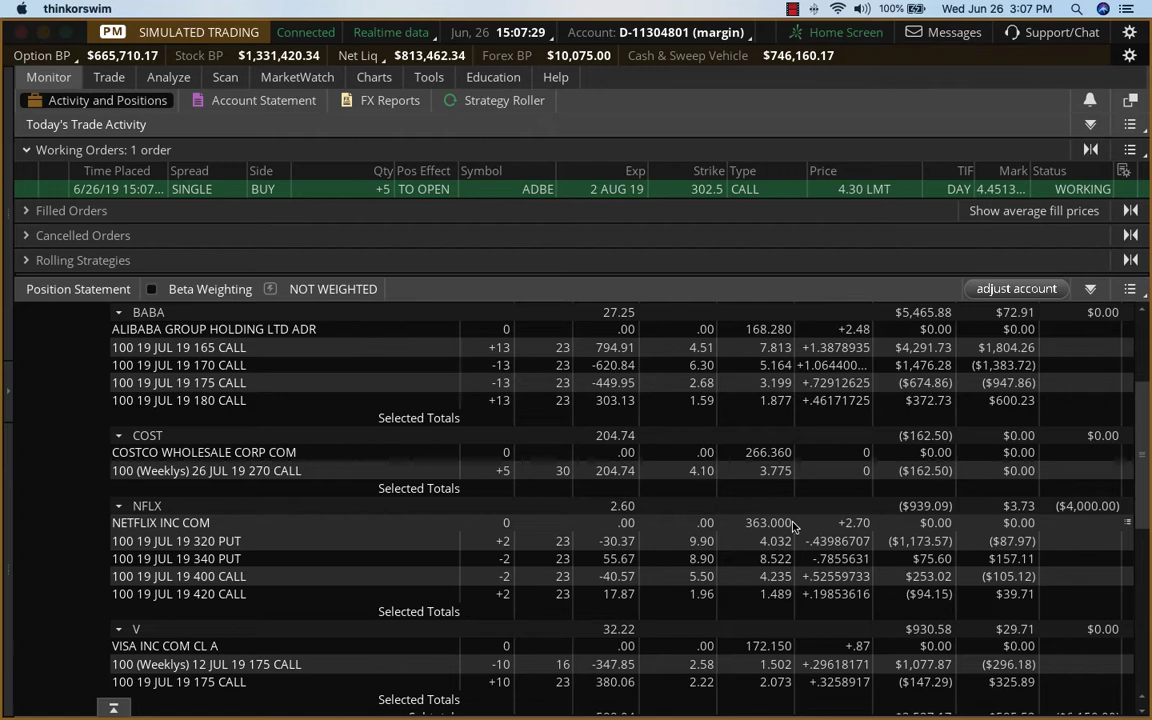 thinkorswim 100% Wed Jun 26 3:07 PM
PM SIMULATED TRADING Connected Realtime data Jun, 26 15:07:29 Account: D-11304801 (margin) Home Screen Messages Support/Chat
Option BP $665,710.17 Stock BP $1,331,420.34 Net Liq $813,462.34 Forex BP $10,075.00 Cash & Sweep Vehicle $746,160.17
Monitor Trade Analyze Scan MarketWatch Charts Tools Education Help
Activity and Positions Account Statement FX Reports Strategy Roller
Today's Trade Activity
Working Orders: 1 order
Time Placed Spread Side Qty Pos Effect Symbol Exp Strike Type Price TIF Mark Status
6/26/19 15:07... SINGLE BUY +5 TO OPEN ADBE 2 AUG 19 302.5 CALL 4.30 LMT DAY 4.4513... WORKING
Filled Orders Show average fill prices
Cancelled Orders
Rolling Strategies
Position Statement Beta Weighting NOT WEIGHTED adjust account
BABA 27.25 $5,465.88 $72.91 $0.00
ALIBABA GROUP HOLDING LTD ADR 0 .00 .00 168.280 +2.48 $0.00 $0.00
100 19 JUL 19 165 CALL +13 23 794.91 4.51 7.813 +1.3878935 $4,291.73 $1,804.26
100 19 JUL 19 170 CALL -13 23 -620.84 6.30 5.164 +1.064400... $1,476.28 ($1,383.72)
100 19 JUL 19 175 CALL -13 23 -449.95 2.68 3.199 +.72912625 ($674.86) ($947.86)
100 19 JUL 19 180 CALL +13 23 303.13 1.59 1.877 +.46171725 $372.73 $600.23
Selected Totals
COST 204.74 ($162.50) $0.00 $0.00
COSTCO WHOLESALE CORP COM 0 .00 .00 266.360 0 $0.00 $0.00
100 (Weeklys) 26 JUL 19 270 CALL +5 30 204.74 4.10 3.775 0 ($162.50) $0.00
Selected Totals
NFLX 2.60 ($939.09) $3.73 ($4,000.00)
NETFLIX INC COM 0 .00 .00 363.000 +2.70 $0.00 $0.00
100 19 JUL 19 320 PUT +2 23 -30.37 9.90 4.032 -.43986707 ($1,173.57) ($87.97)
100 19 JUL 19 340 PUT -2 23 55.67 8.90 8.522 -.7855631 $75.60 $157.11
100 19 JUL 19 400 CALL -2 23 -40.57 5.50 4.235 +.52559733 $253.02 ($105.12)
100 19 JUL 19 420 CALL +2 23 17.87 1.96 1.489 +.19853616 ($94.15) $39.71
Selected Totals
V 32.22 $930.58 $29.71 $0.00
VISA INC COM CL A 0 .00 .00 172.150 +.87 $0.00 $0.00
100 (Weeklys) 12 JUL 19 175 CALL -10 16 -347.85 2.58 1.502 +.29618171 $1,077.87 ($296.18)
100 19 JUL 19 175 CALL +10 23 380.06 2.22 2.073 +.3258917 ($147.29) $325.89
Selected Totals